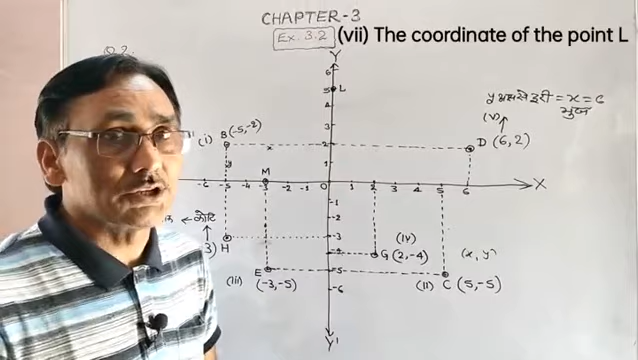 CHAPTER-3
Ex. 3.2
(vii) The coordinate of the point L
Q2.
Y
6
5 L
4
3
2
1
y अक्ष से दूरी = x = 6
भुज
(v)
D (6, 2)
(i)
B (-5, -2)
M
-6 -5 -4 -3 -2 -1 0 1 2 3 4 5 6 X
-1
-2
-3
-4
-5
-6
← कोटि
3) H
(iv)
G (2, -4)
(x, y)
(iii) E (-3, -5)
(ii) C (5, -5)
Y'